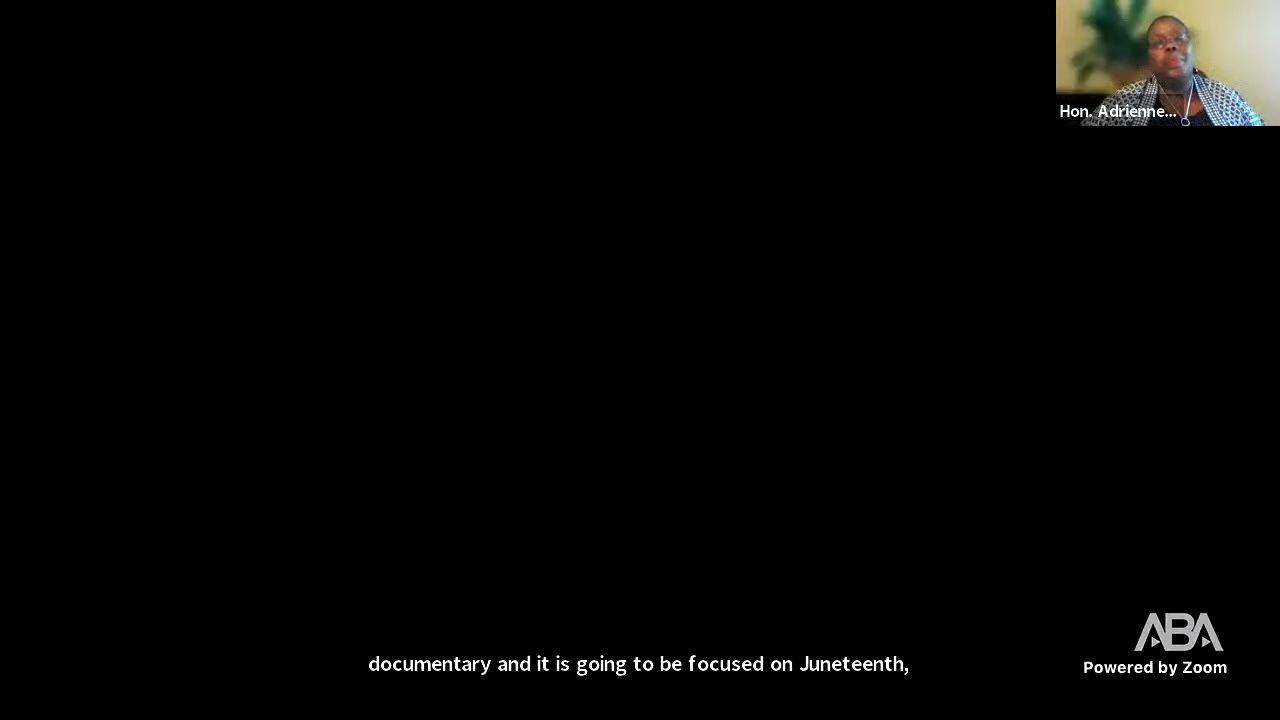 Hon. Adrienne...
documentary and it is going to be focused on Juneteenth,
ABA
Powered by Zoom